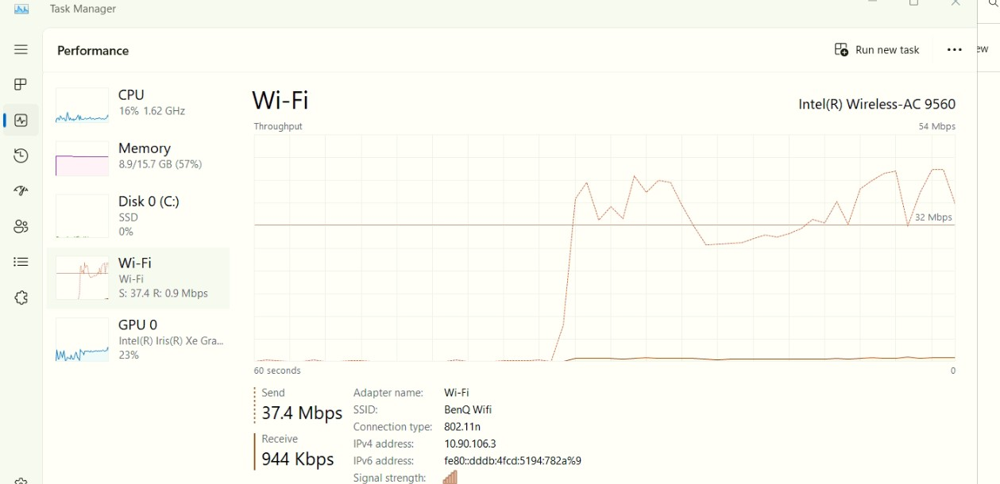 Task Manager
Performance
Run new task
ew
CPU
16% 1.62 GHz
Memory
8.9/15.7 GB (57%)
Disk 0 (C:)
SSD
0%
Wi-Fi
Wi-Fi
S: 37.4 R: 0.9 Mbps
GPU 0
Intel(R) Iris(R) Xe Gra...
23%
Wi-Fi
Intel(R) Wireless-AC 9560
Throughput
54 Mbps
32 Mbps
60 seconds
0
Send
37.4 Mbps
Receive
944 Kbps
Adapter name: Wi-Fi
SSID: BenQ Wifi
Connection type: 802.11n
IPv4 address: 10.90.106.3
IPv6 address: fe80::dddb:4fcd:5194:782a%9
Signal strength: